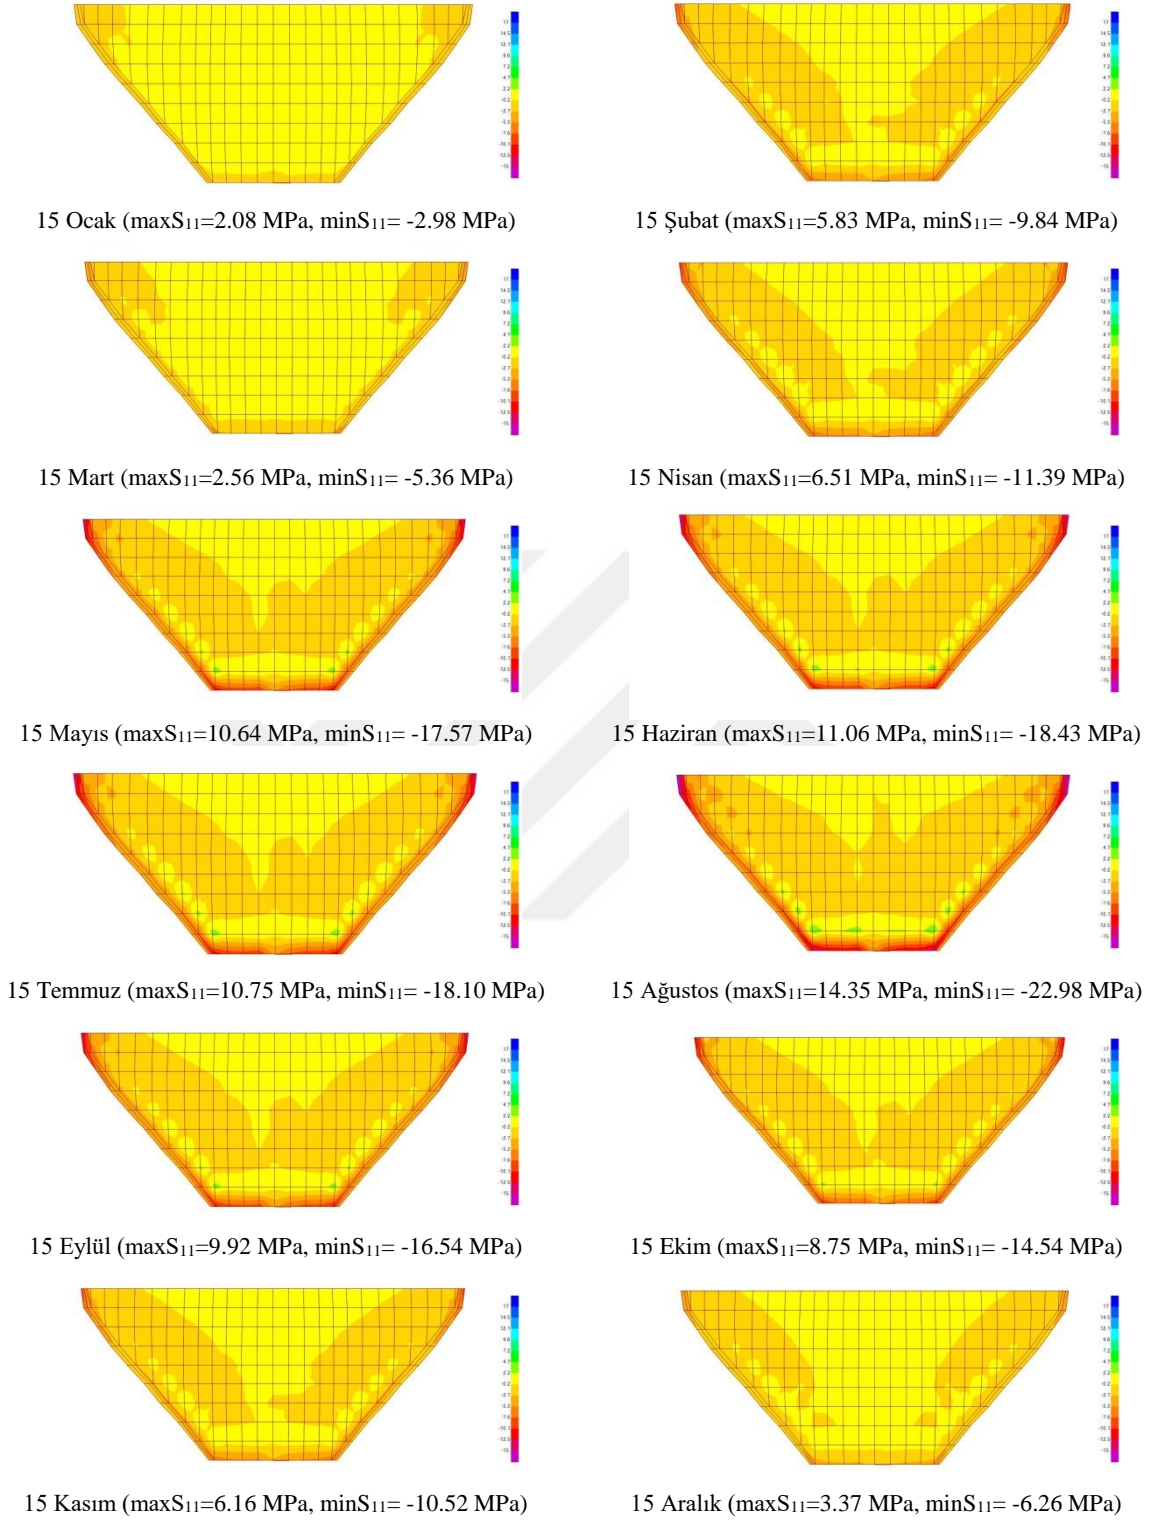 15 Ocak (maxS₁₁=2.08 MPa, minS₁₁= -2.98 MPa)
15 Şubat (maxS₁₁=5.83 MPa, minS₁₁= -9.84 MPa)
15 Mart (maxS₁₁=2.56 MPa, minS₁₁= -5.36 MPa)
15 Nisan (maxS₁₁=6.51 MPa, minS₁₁= -11.39 MPa)
15 Mayıs (maxS₁₁=10.64 MPa, minS₁₁= -17.57 MPa)
15 Haziran (maxS₁₁=11.06 MPa, minS₁₁= -18.43 MPa)
15 Temmuz (maxS₁₁=10.75 MPa, minS₁₁= -18.10 MPa)
15 Ağustos (maxS₁₁=14.35 MPa, minS₁₁= -22.98 MPa)
15 Eylül (maxS₁₁=9.92 MPa, minS₁₁= -16.54 MPa)
15 Ekim (maxS₁₁=8.75 MPa, minS₁₁= -14.54 MPa)
15 Kasım (maxS₁₁=6.16 MPa, minS₁₁= -10.52 MPa)
15 Aralık (maxS₁₁=3.37 MPa, minS₁₁= -6.26 MPa)